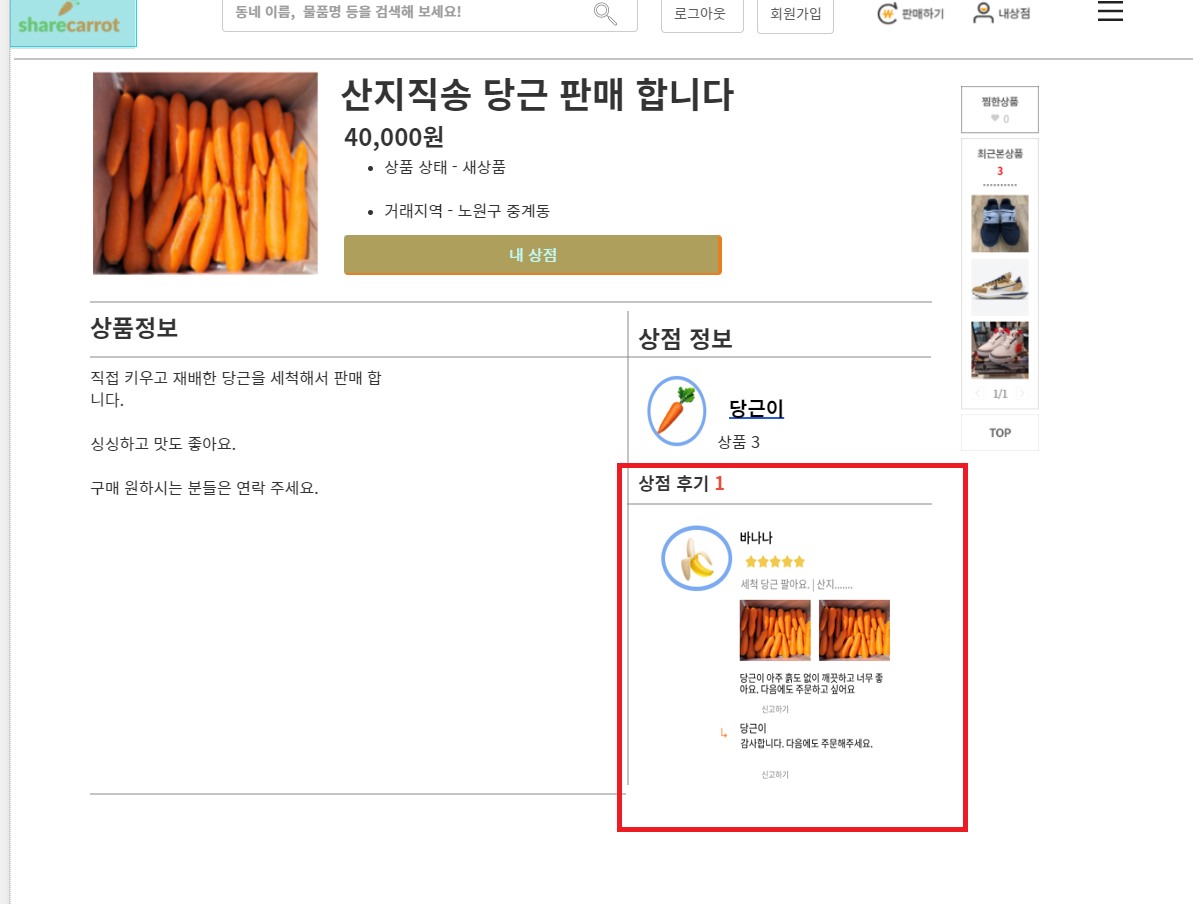 sharecarrot
동네 이름, 물품명 등을 검색해 보세요!
로그아웃
회원가입
판매하기
내상점
산지직송 당근 판매 합니다
40,000원
상품 상태 - 새상품
거래지역 - 노원구 중계동
내 상점
찜한상품
0
최근본상품
3
1/1
TOP
상품정보
직접 키우고 재배한 당근을 세척해서 판매 합
니다.
싱싱하고 맛도 좋아요.
구매 원하시는 분들은 연락 주세요.
상점 정보
당근이
상품 3
상점 후기 1
바나나
세척 당근 팔아요. | 산지.......
당근이 아주 흙도 없이 깨끗하고 너무 좋
아요. 다음에도 주문하고 싶어요
신고하기
당근이
감사합니다. 다음에도 주문해주세요.
신고하기